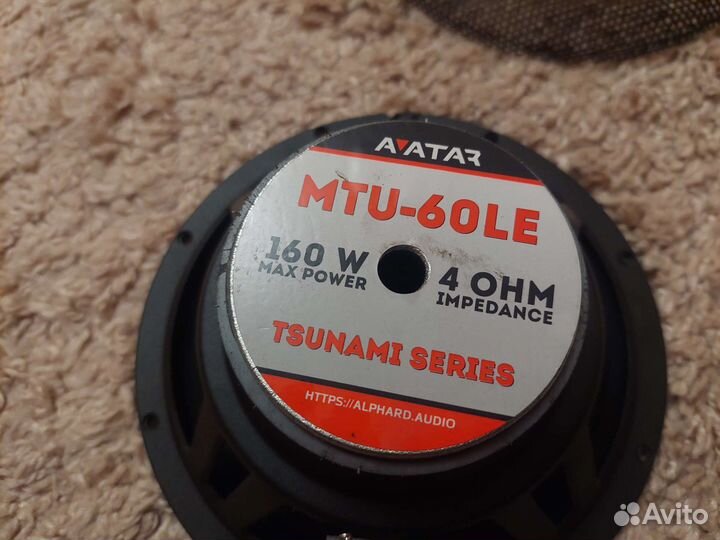 AVATAR
MTU-60LE
160 W
MAX POWER
4 OHM
IMPEDANCE
TSUNAMI SERIES
HTTPS://ALPHARD.AUDIO
Avito